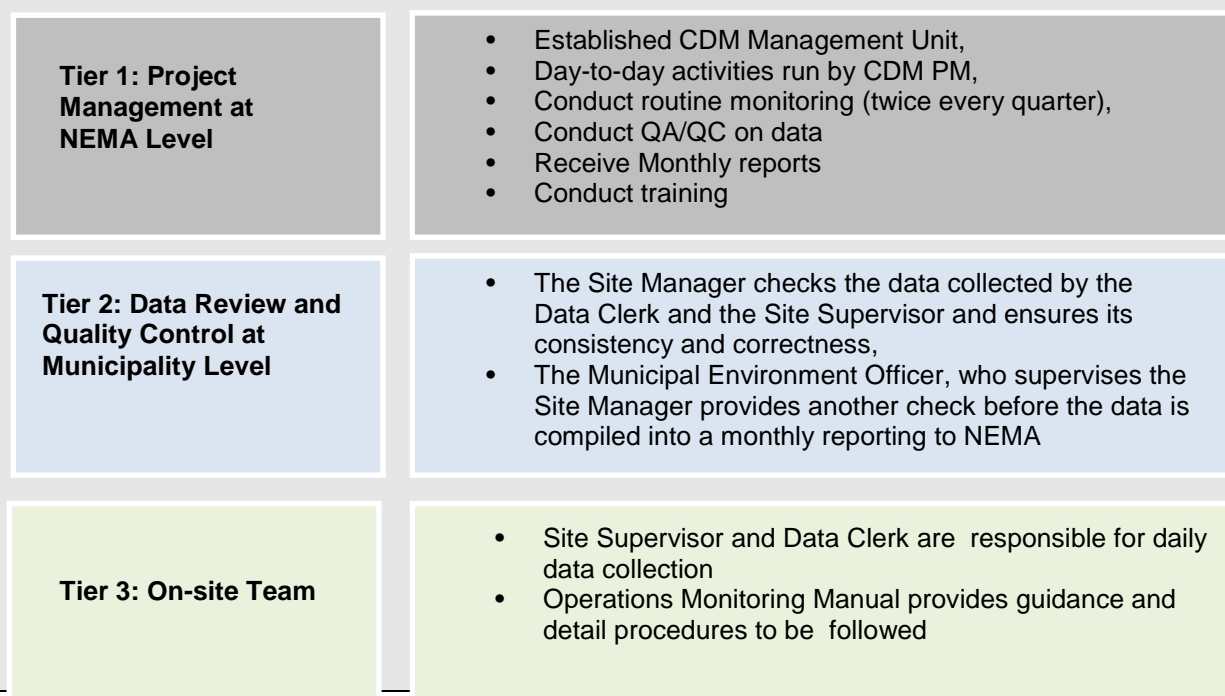 Tier 1: Project
Management at
NEMA Level
• Established CDM Management Unit,
• Day-to-day activities run by CDM PM,
• Conduct routine monitoring (twice every quarter),
• Conduct QA/QC on data
• Receive Monthly reports
• Conduct training
Tier 2: Data Review and
Quality Control at
Municipality Level
• The Site Manager checks the data collected by the
Data Clerk and the Site Supervisor and ensures its
consistency and correctness,
• The Municipal Environment Officer, who supervises the
Site Manager provides another check before the data is
compiled into a monthly reporting to NEMA
Tier 3: On-site Team
• Site Supervisor and Data Clerk are responsible for daily
data collection
• Operations Monitoring Manual provides guidance and
detail procedures to be followed